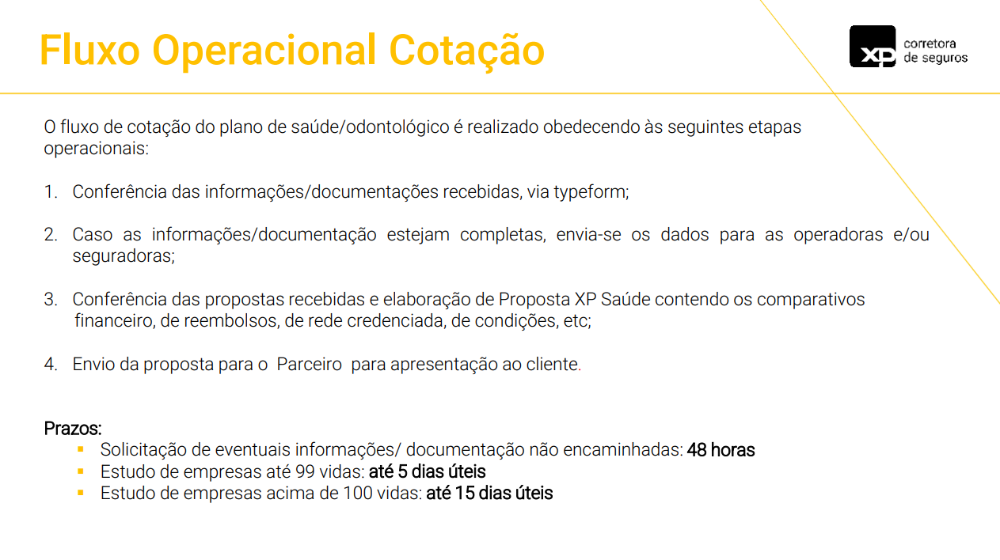 Fluxo Operacional Cotação
xp corretora
de seguros
O fluxo de cotação do plano de saúde/odontológico é realizado obedecendo às seguintes etapas
operacionais:
1. Conferência das informações/documentações recebidas, via typeform;
2. Caso as informações/documentação estejam completas, envia-se os dados para as operadoras e/ou
seguradoras;
3. Conferência das propostas recebidas e elaboração de Proposta XP Saúde contendo os comparativos
financeiro, de reembolsos, de rede credenciada, de condições, etc;
4. Envio da proposta para o Parceiro para apresentação ao cliente.
Prazos:
▪ Solicitação de eventuais informações/ documentação não encaminhadas: 48 horas
▪ Estudo de empresas até 99 vidas: até 5 dias úteis
▪ Estudo de empresas acima de 100 vidas: até 15 dias úteis